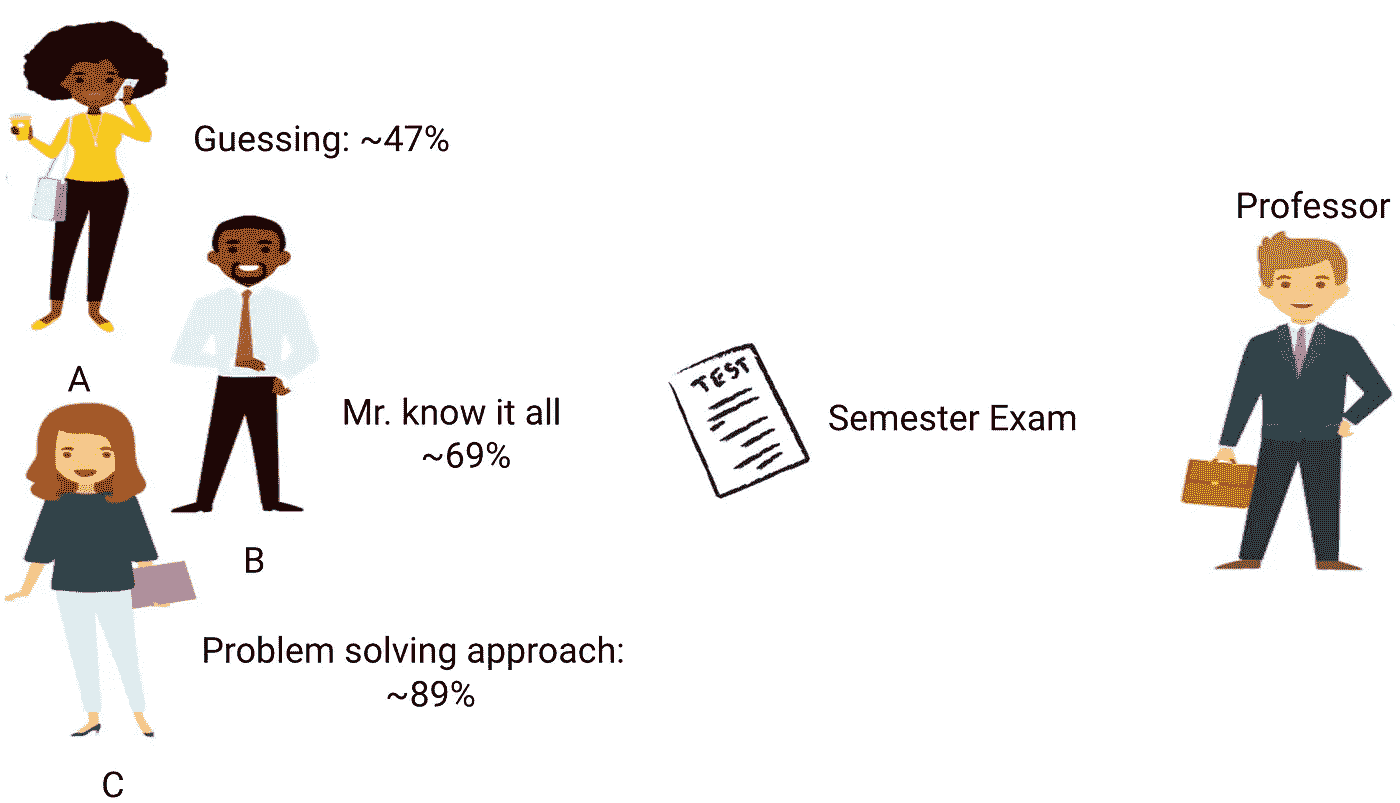 Guessing: ~47%
Professor
A
Mr. know it all
~69%
TEST
Semester Exam
B
Problem solving approach:
~89%
C